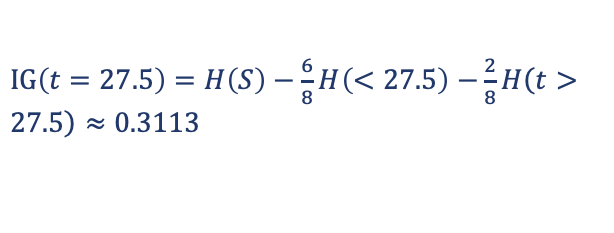 IG(t = 27.5) = H(S) − 6/8 H(< 27.5) − 2/8 H(t >
27.5) ≈ 0.3113